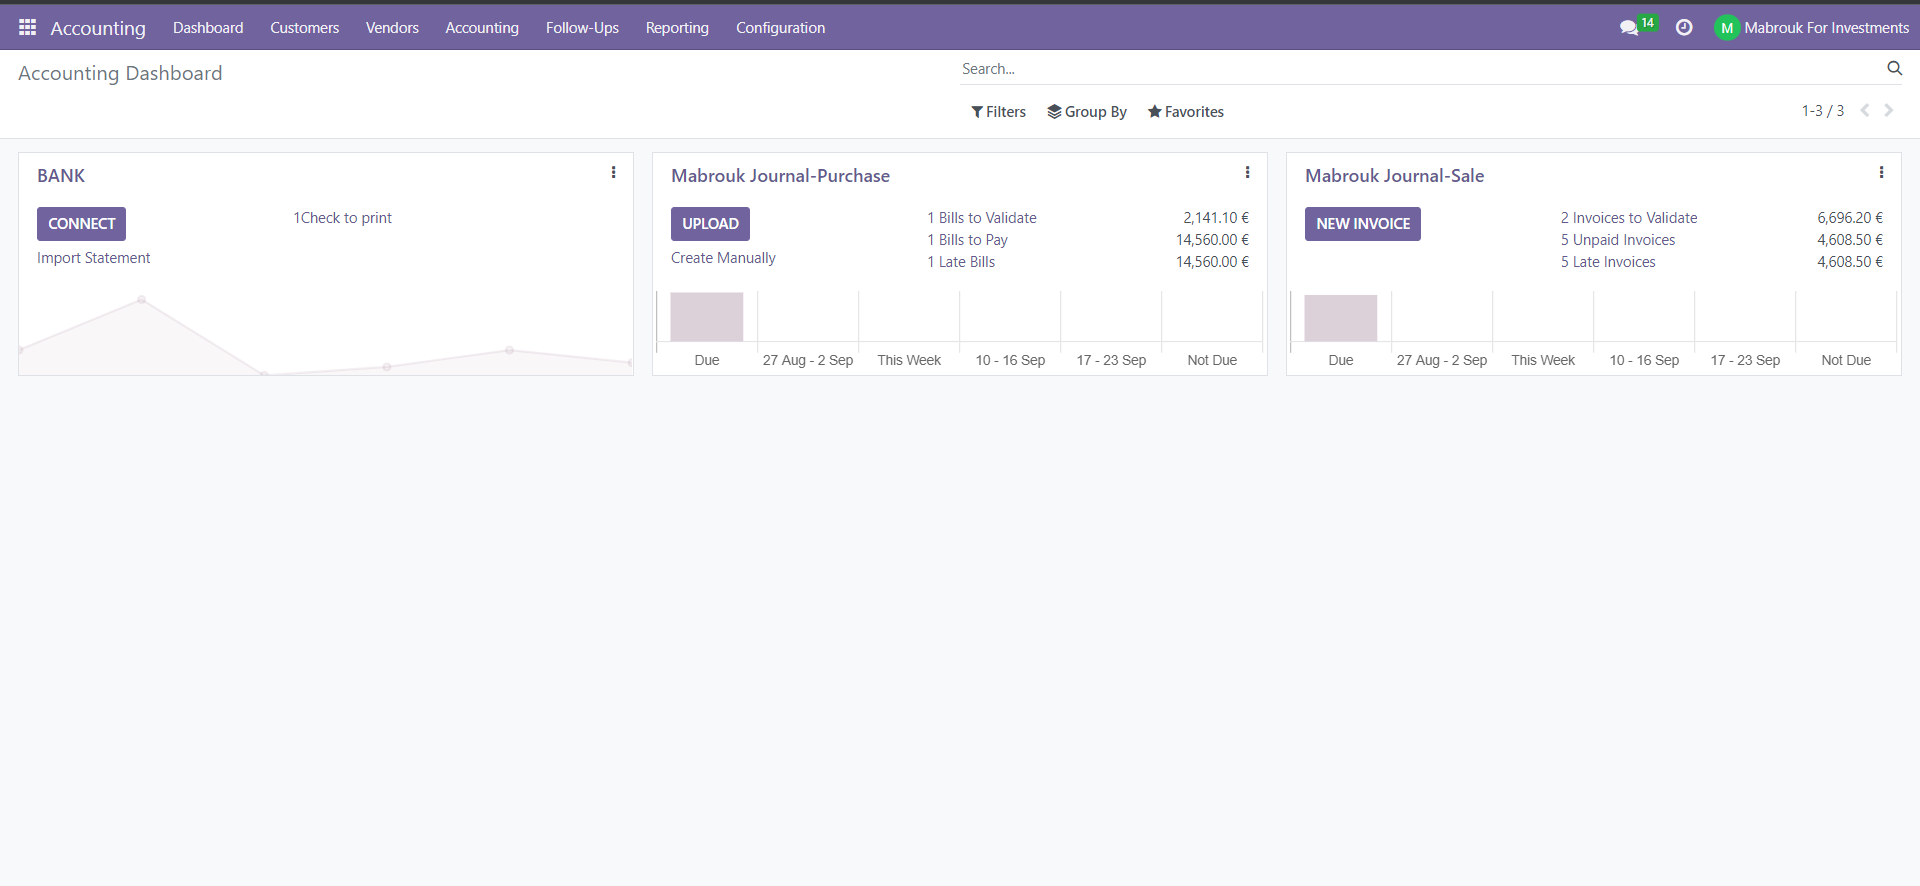 Accounting Dashboard Customers Vendors Accounting Follow-Ups Reporting Configuration 14 M Mabrouk For Investments
Accounting Dashboard
Search...
Filters Group By Favorites 1-3 / 3
BANK
CONNECT
Import Statement
1Check to print
Mabrouk Journal-Purchase
UPLOAD
Create Manually
1 Bills to Validate 2,141.10 €
1 Bills to Pay 14,560.00 €
1 Late Bills 14,560.00 €
Due 27 Aug - 2 Sep This Week 10 - 16 Sep 17 - 23 Sep Not Due
Mabrouk Journal-Sale
NEW INVOICE
2 Invoices to Validate 6,696.20 €
5 Unpaid Invoices 4,608.50 €
5 Late Invoices 4,608.50 €
Due 27 Aug - 2 Sep This Week 10 - 16 Sep 17 - 23 Sep Not Due